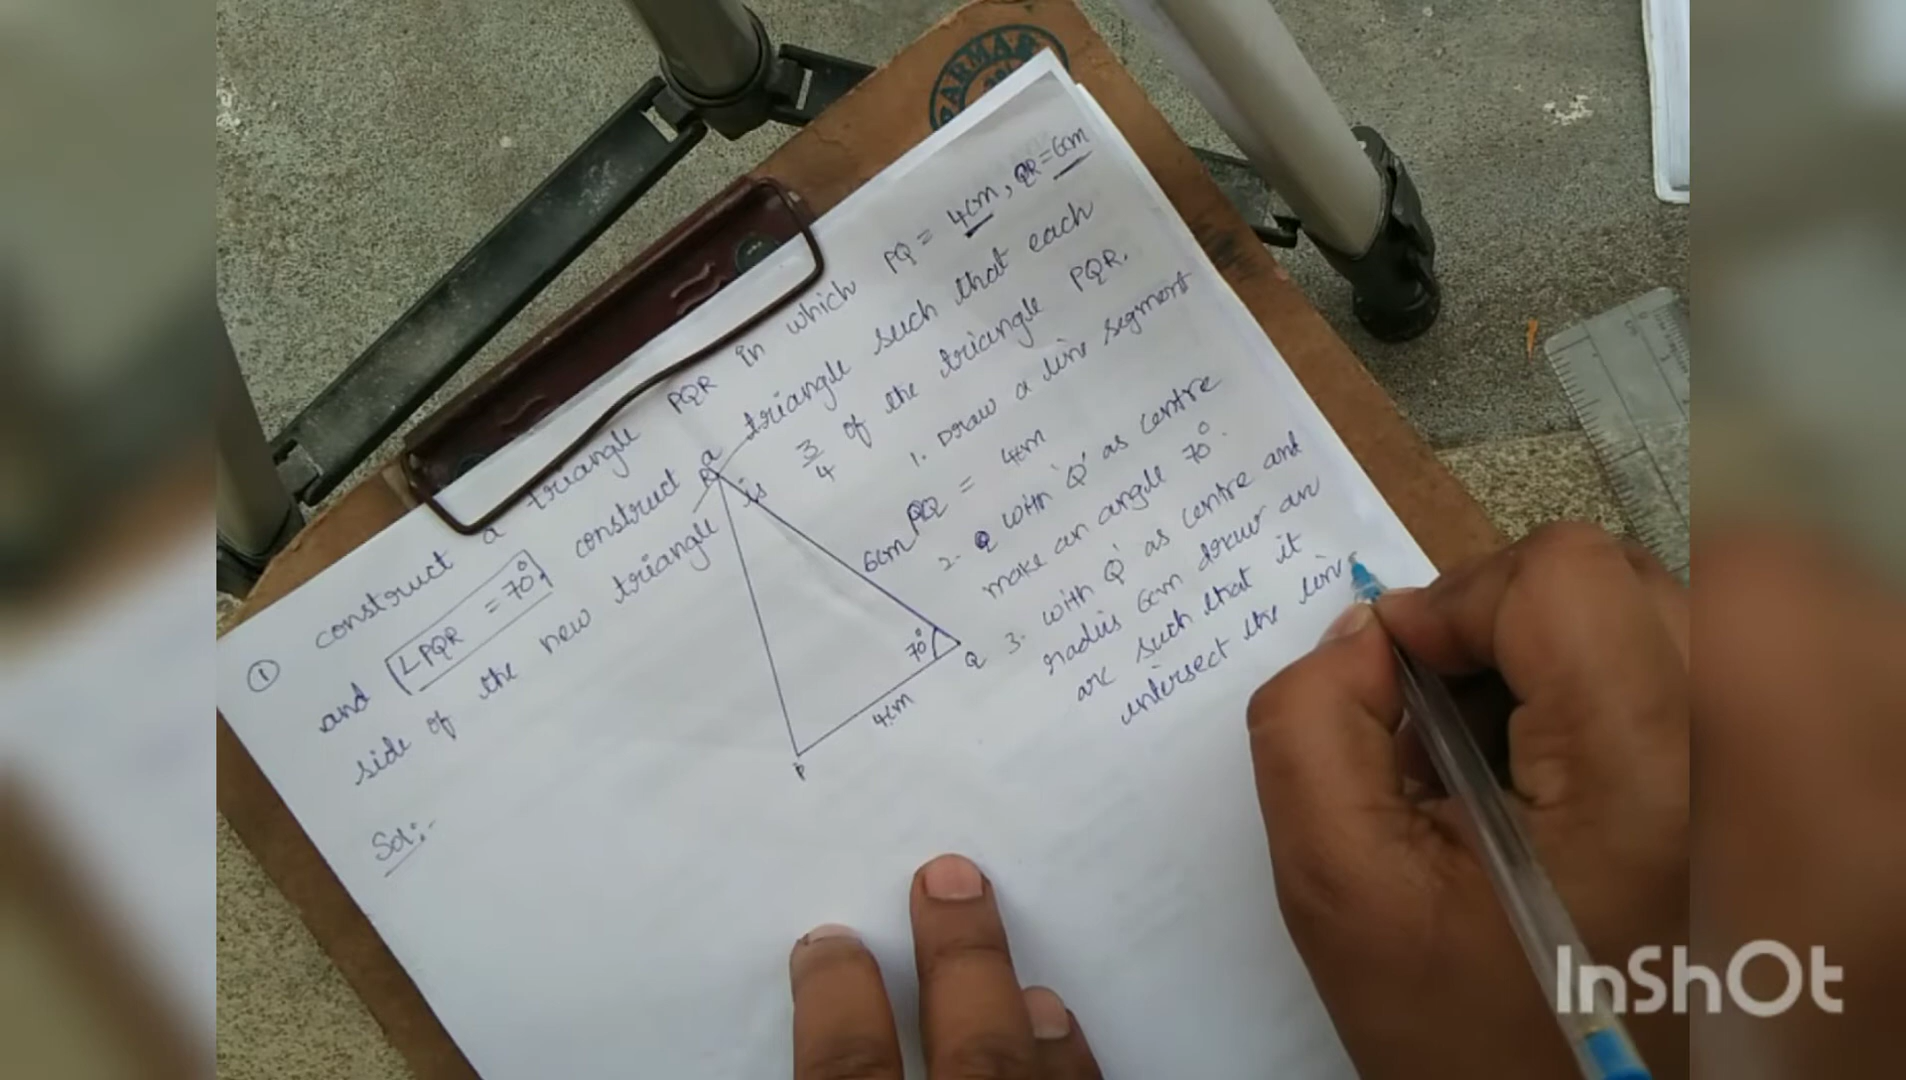 ① construct a triangle PQR in which PQ = 4cm, QR = 6cm
and ∠PQR = 70° construct a triangle such that each
side of the new triangle is 3/4 of the triangle PQR.
Sol:-
1. Draw a line segment
PQ = 4cm
2. Q with 'Q' as centre
make an angle 70°.
3. with 'Q' as centre and
radius 6cm draw an
arc such that it
intersect the line
R
6cm
70°
Q
4cm
P
InShOt